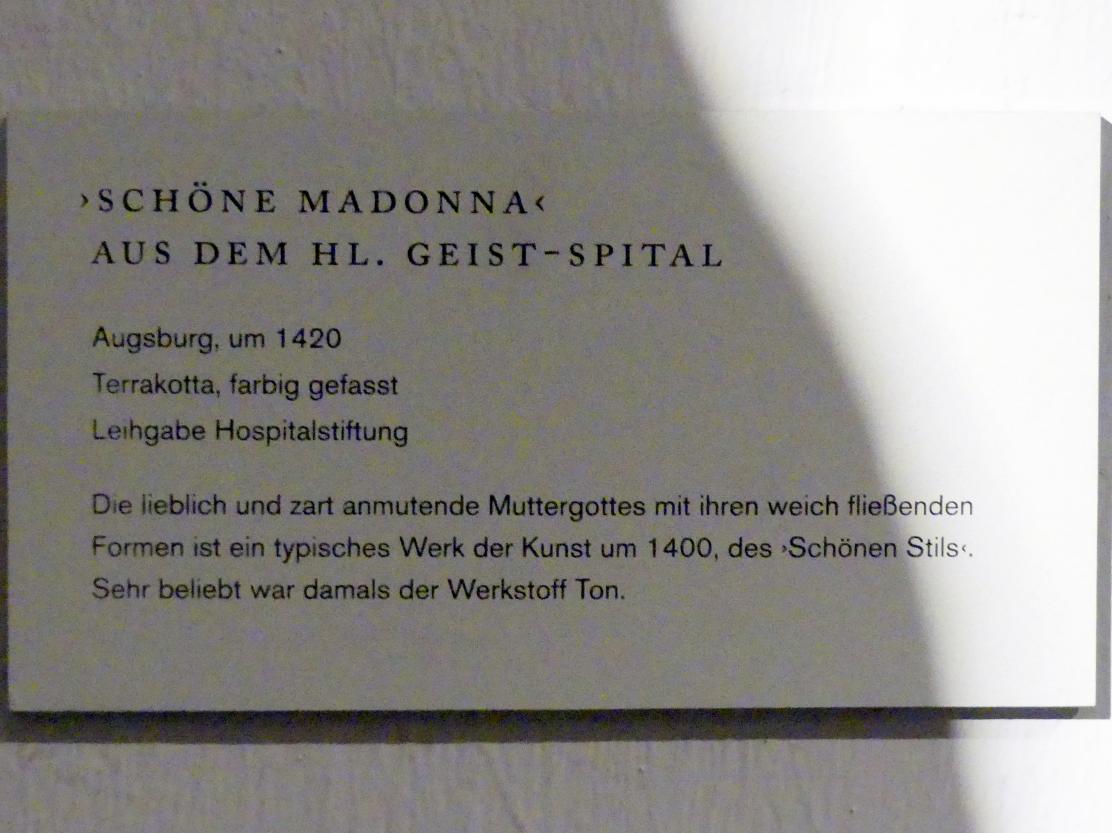 ›SCHÖNE MADONNA‹
AUS DEM HL. GEIST-SPITAL
Augsburg, um 1420
Terrakotta, farbig gefasst
Leihgabe Hospitalstiftung
Die lieblich und zart anmutende Muttergottes mit ihren weich fließenden
Formen ist ein typisches Werk der Kunst um 1400, des ›Schönen Stils‹.
Sehr beliebt war damals der Werkstoff Ton.